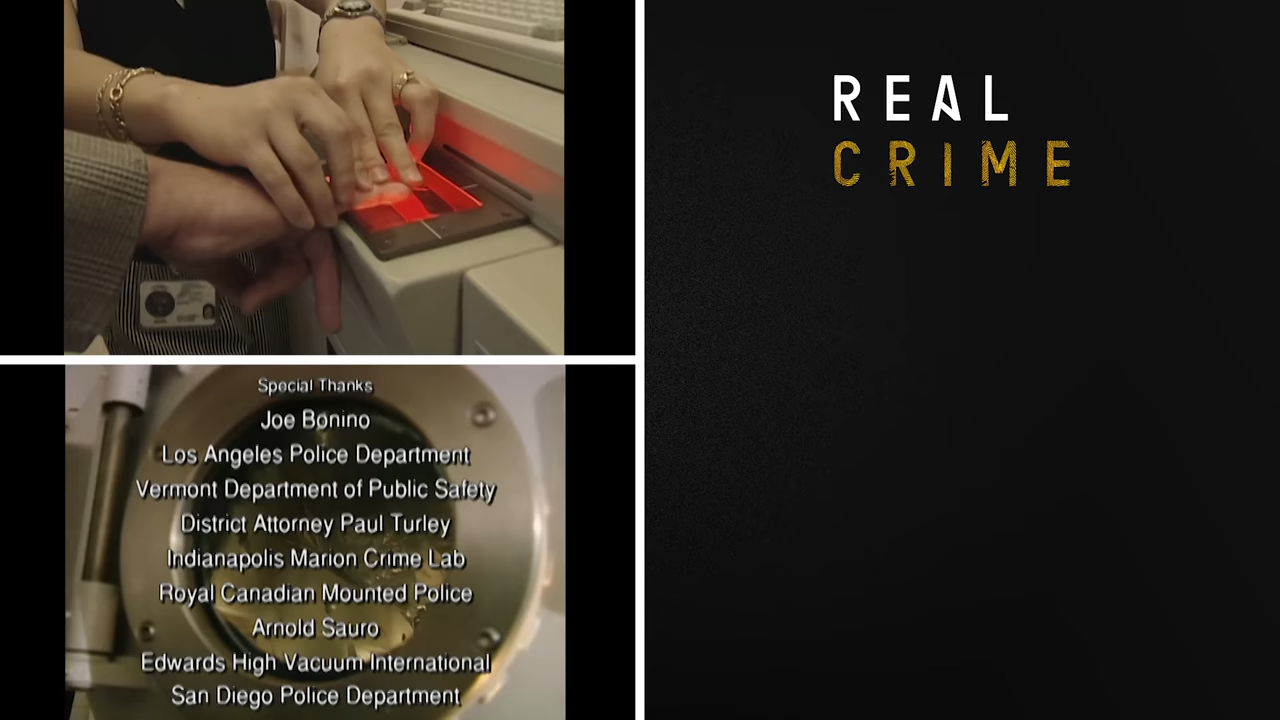 REAL
CRIME
Special Thanks
Joe Bonino
Los Angeles Police Department
Vermont Department of Public Safety
District Attorney Paul Turley
Indianapolis Marion Crime Lab
Royal Canadian Mounted Police
Arnold Sauro
Edwards High Vacuum International
San Diego Police Department